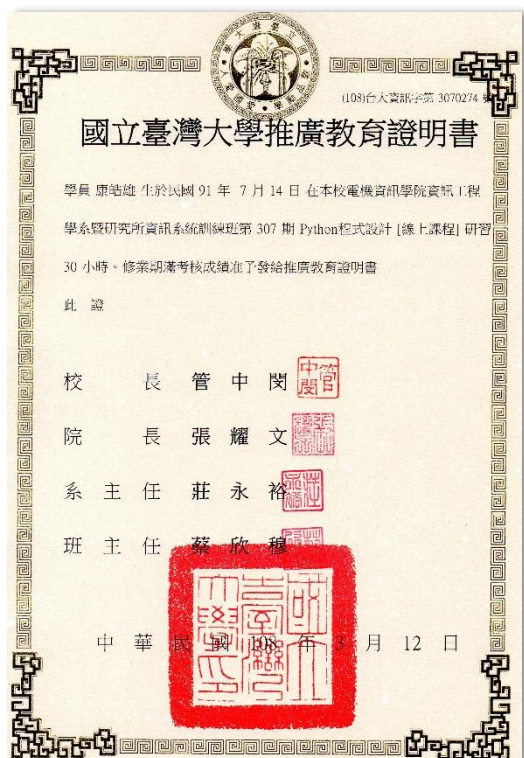 (108)台大資訊字第 3070274 號
國立臺灣大學推廣教育證明書
學員 康皓雄 生於民國 91 年 7 月 14 日 在本校電機資訊學院資訊工程
學系暨研究所資訊系統訓練班第 307 期 Python程式設計 [線上課程] 研習
30 小時。修業期滿考核成績准予發給推廣教育證明書
此 證
校長 管中閔
院長 張耀文
系主任 莊永裕
班主任 蔡欣穆
中華民國 108 年 3 月 12 日